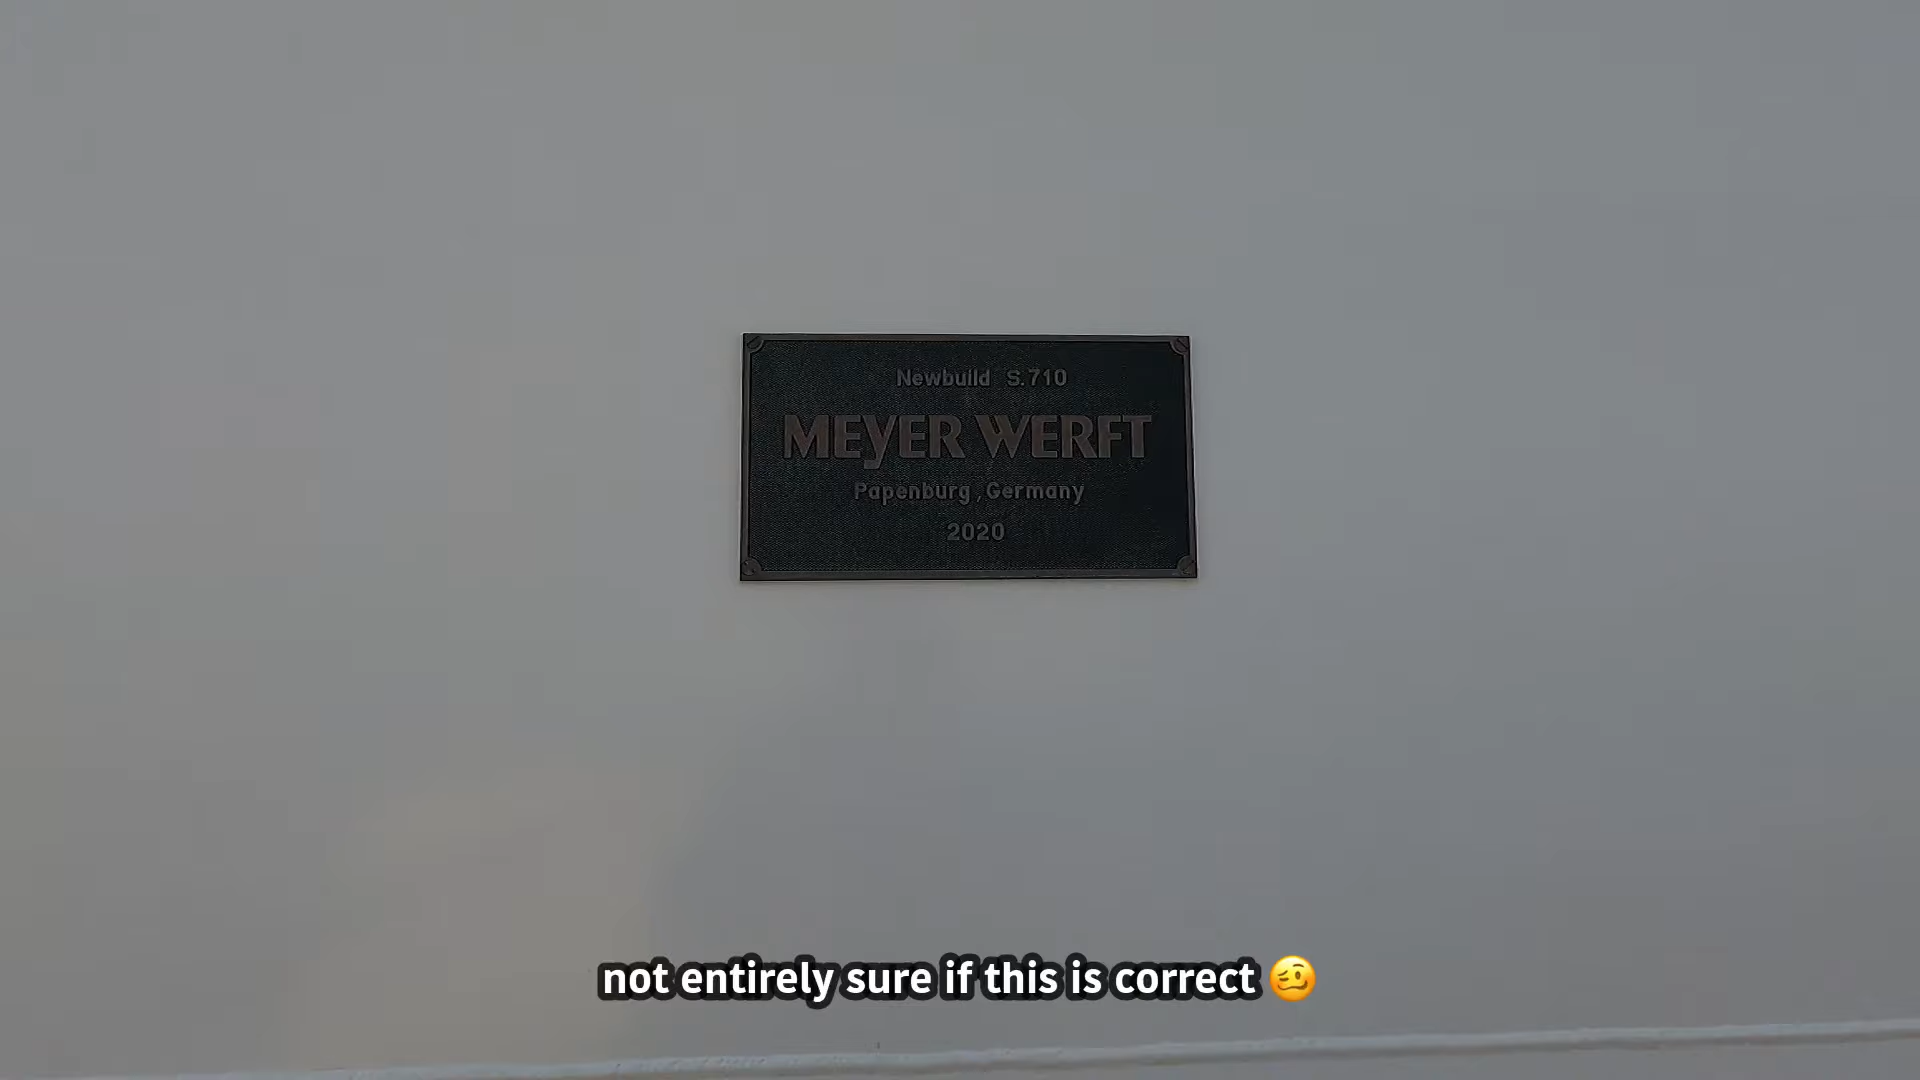 Newbuild S.710
MEYER WERFT
Papenburg, Germany
2020
not entirely sure if this is correct 🥴